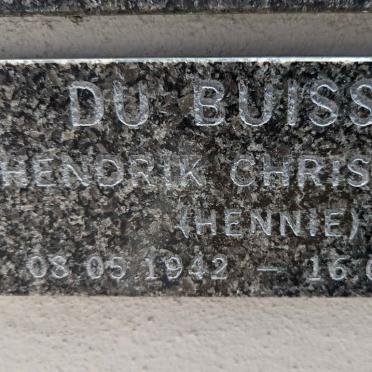 DU BUISS
HENDRIK CHRIS
(HENNIE)
08 05 1942 – 16